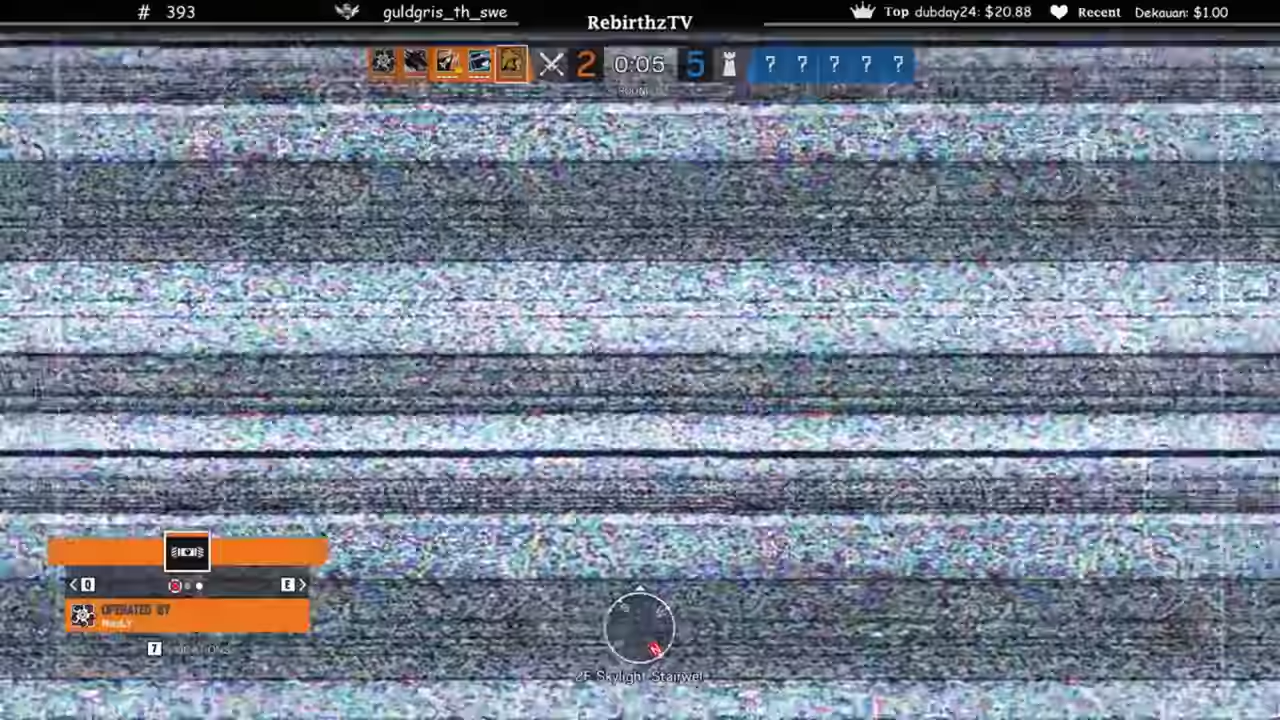 # 393
guldgris_th_swe
RebirthzTV
Top dubday24: $20.88
Recent Dekauan: $1.00
2 0:05 5 ? ? ? ? ?
Q E
OPERATED BY
7
2F Skylight Stairwell